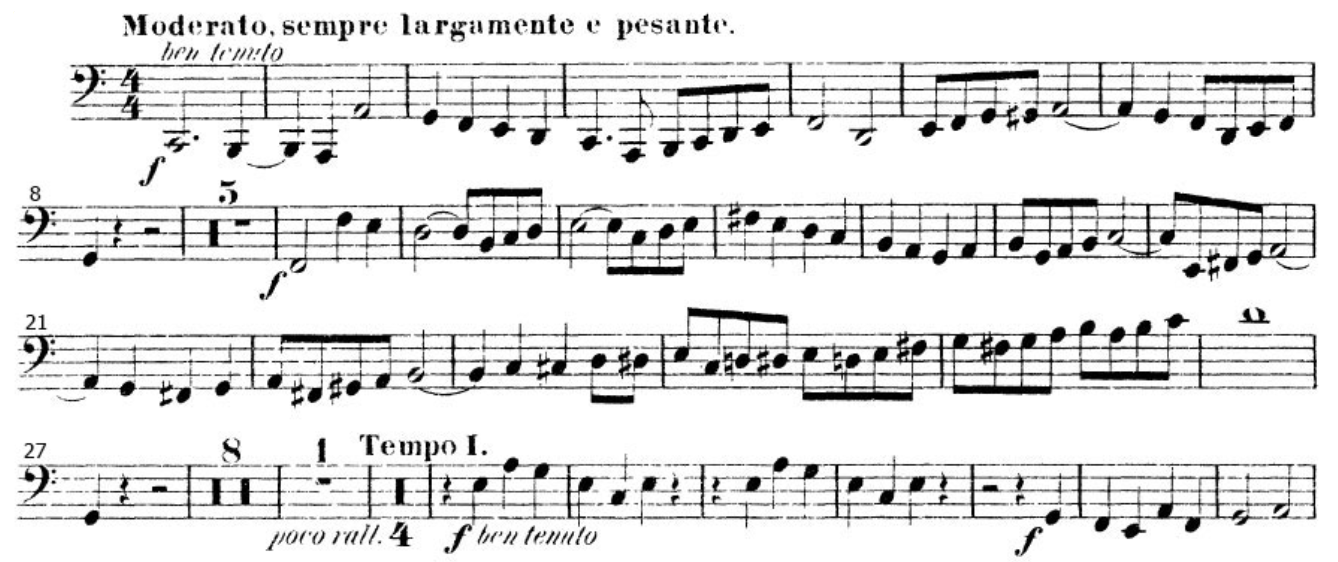 Moderato, sempre largamente e pesante.
ben tenuto
4
4
f
8
5
f
21
27
8 1 Tempo I.
poco rall. 4 f ben tenuto f